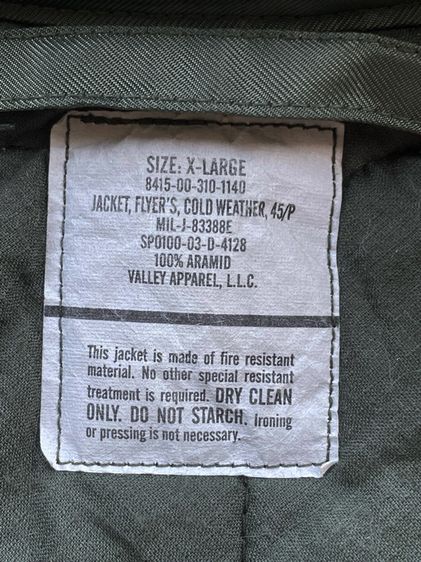 SIZE: X-LARGE
8415-00-310-1140
JACKET, FLYER'S, COLD WEATHER, 45/P
MIL-J-83388E
SPO100-03-D-4128
100% ARAMID
VALLEY APPAREL, L.L.C.
This jacket is made of fire resistant
material. No other special resistant
treatment is required. DRY CLEAN
ONLY. DO NOT STARCH. Ironing
or pressing is not necessary.